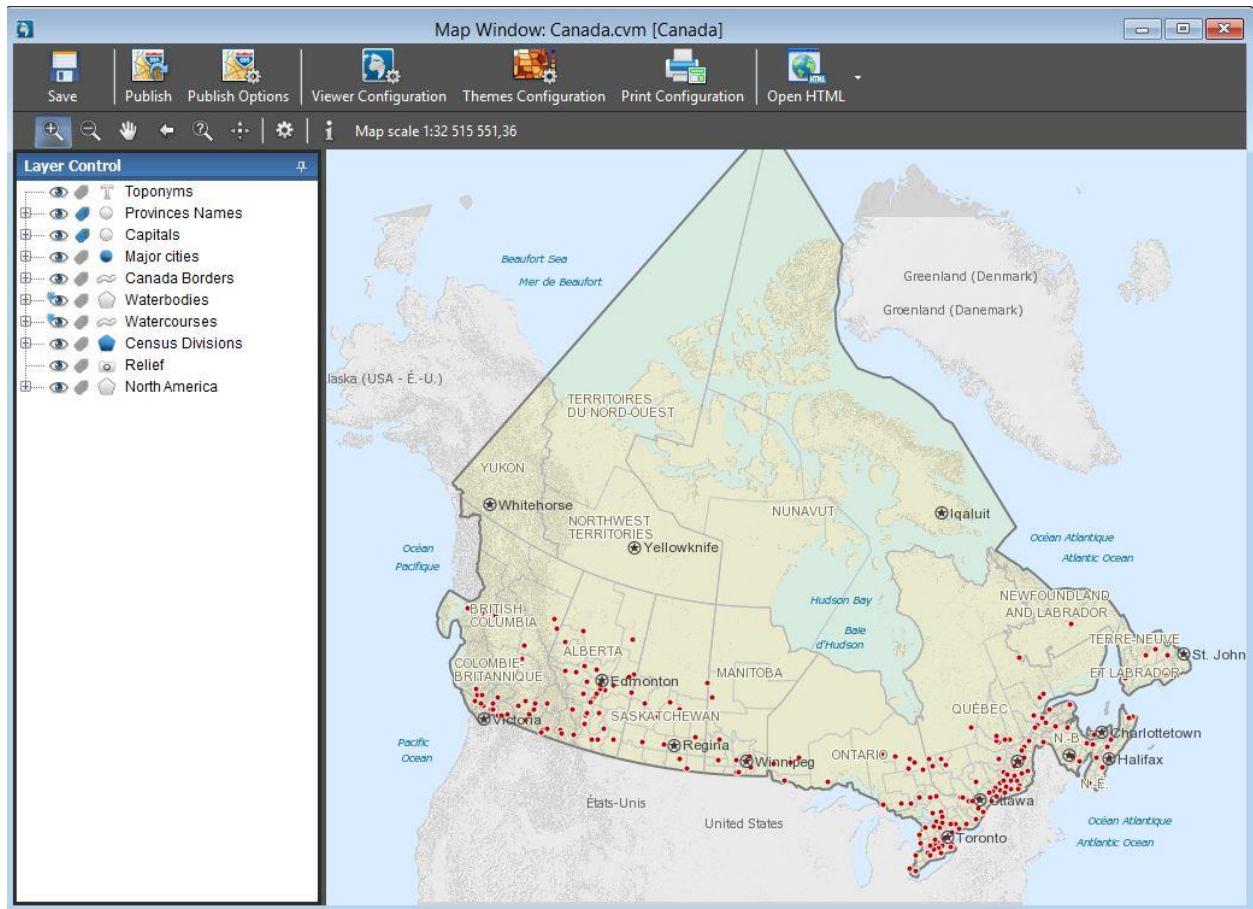 Map Window: Canada.cvm [Canada]
Save
Publish
Publish Options
Viewer Configuration
Themes Configuration
Print Configuration
HTML
Open HTML
Map scale 1:32 515 551,36
Layer Control
Toponyms
Provinces Names
Capitals
Major cities
Canada Borders
Waterbodies
Watercourses
Census Divisions
Relief
North America
Beaufort Sea
Mer de Beaufort
Greenland (Denmark)
Groenland (Danemark)
laska (USA - É.-U.)
TERRITOIRES
DU NORD-OUEST
YUKON
Whitehorse
NORTHWEST
TERRITORIES
Yellowknife
NUNAVUT
Iqaluit
Océan
Pacifique
Océan Atlantique
Atlantic Ocean
Hudson Bay
Baie
d'Hudson
NEWFOUNDLAND
AND LABRADOR
BRITISH
COLUMBIA
ALBERTA
COLOMBIE-
BRITANNIQUE
Edmonton
MANITOBA
TERRE-NEUVE
ET LABRADOR
St. John
Victoria
SASKATCHEWAN
QUÉBEC
Regina
Winnipeg
ONTARIO
N.-B.
Charlottetown
Halifax
N.-É.
Pacific
Ocean
Ottawa
Toronto
États-Unis
United States
Océan Atlantique
Antlantic Ocean